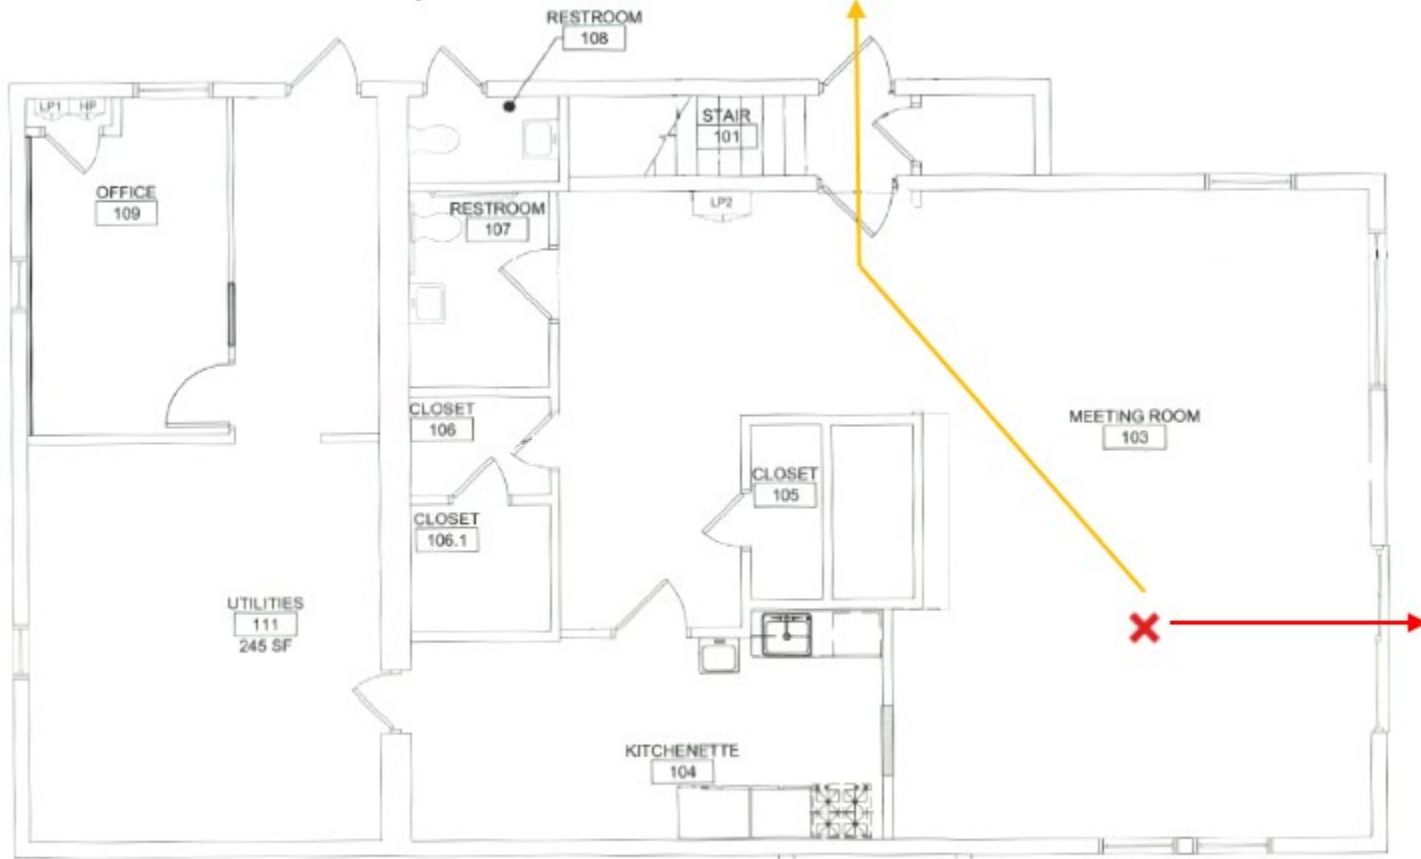 RESTROOM
108
LP1 HP
STAIR
101
OFFICE
109
RESTROOM
107
LP2
CLOSET
106
MEETING ROOM
103
CLOSET
105
CLOSET
106.1
UTILITIES
111
245 SF
KITCHENETTE
104